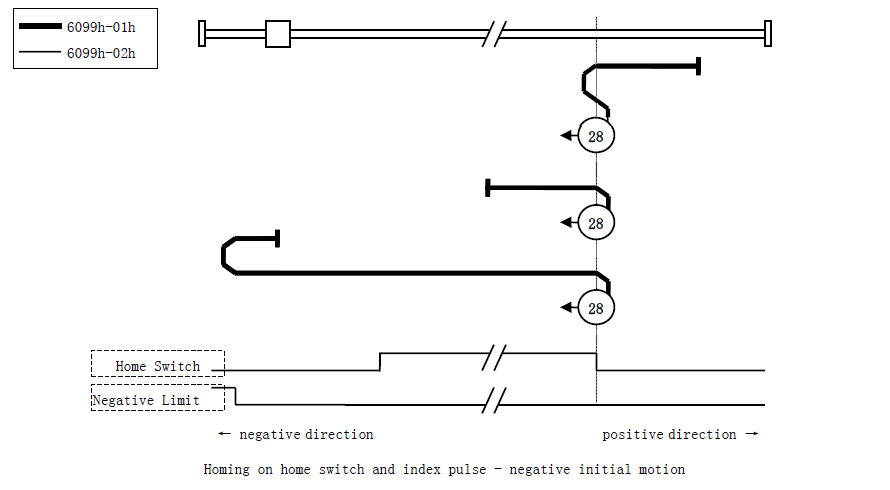 6099h-01h
6099h-02h
28
28
28
Home Switch
Negative Limit
← negative direction
positive direction →
Homing on home switch and index pulse - negative initial motion